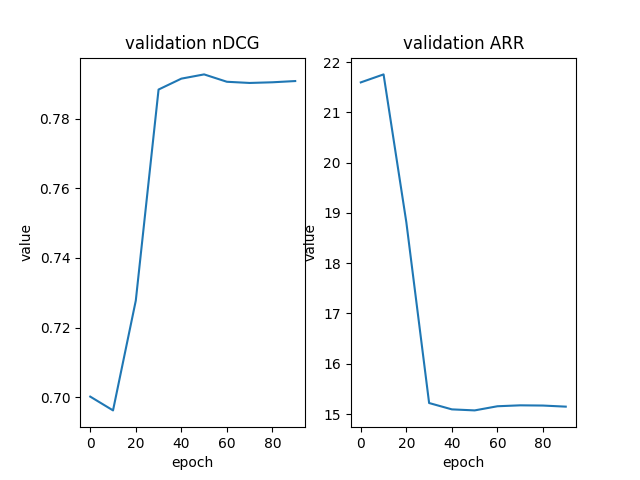 validation nDCG
0.78
0.76
0.74
0.72
0.70
value
0 20 40 60 80
epoch
validation ARR
22
21
20
19
18
17
16
15
value
0 20 40 60 80
epoch